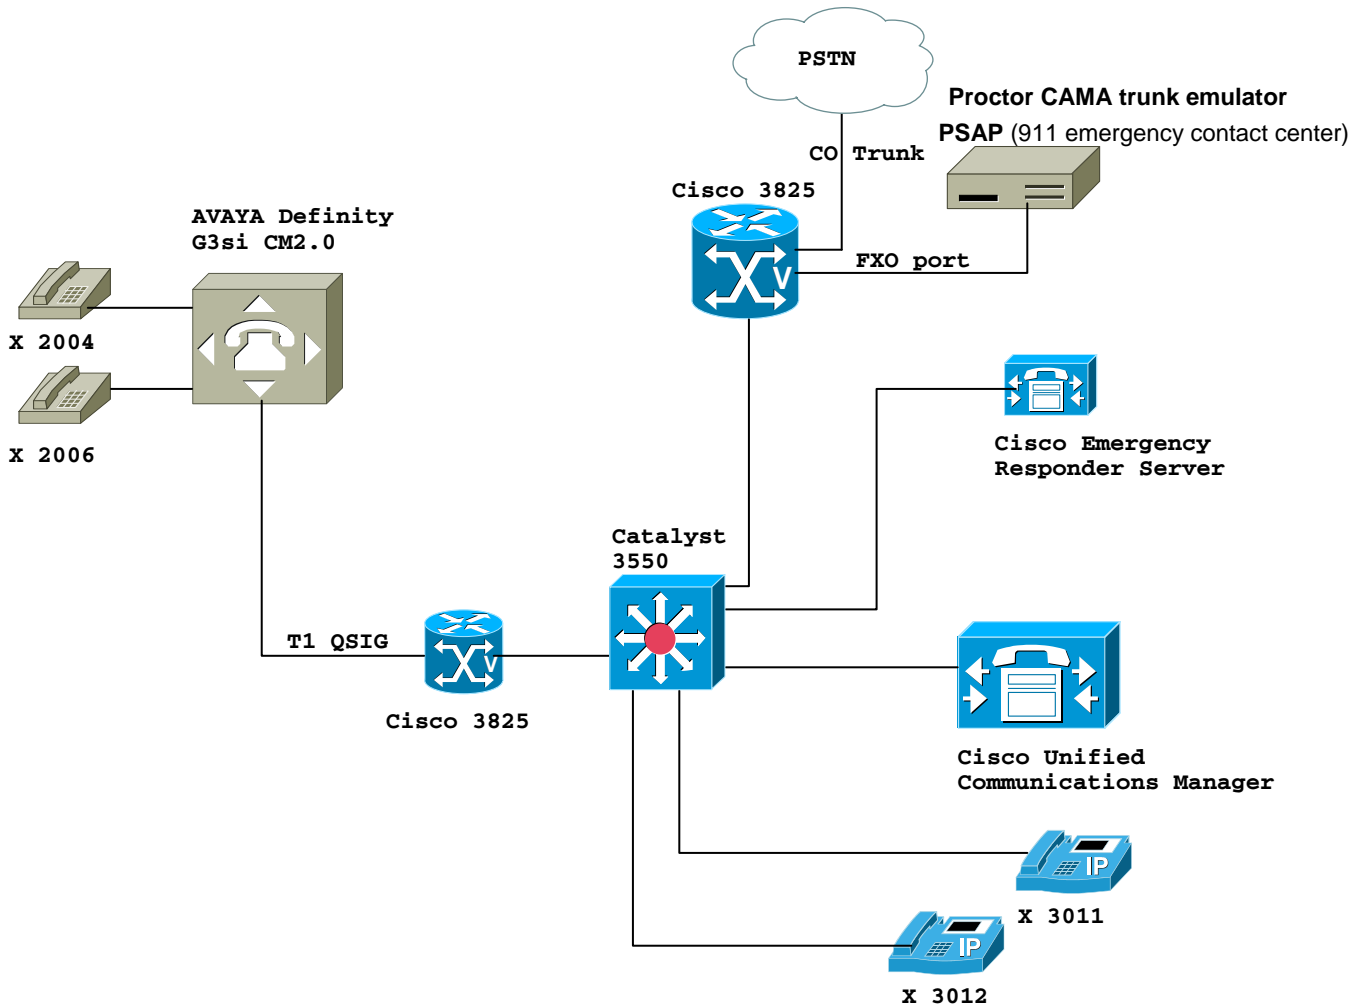 PSTN
Proctor CAMA trunk emulator
PSAP (911 emergency contact center)
CO Trunk
Cisco 3825
V
FXO port
AVAYA Definity
G3si CM2.0
X 2004
X 2006
Cisco Emergency
Responder Server
Catalyst
3550
T1 QSIG
V
Cisco 3825
Cisco Unified
Communications Manager
IP
X 3011
IP
X 3012